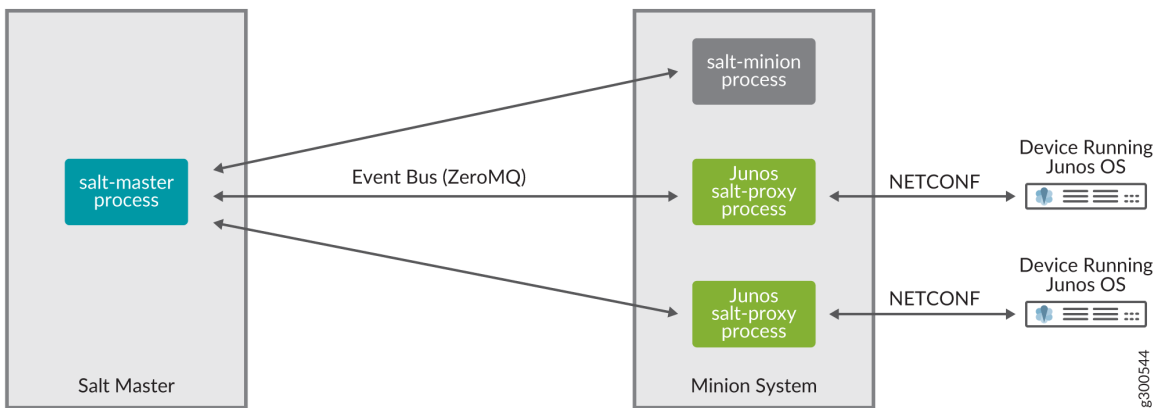 salt-minion
process
salt-master
process
Event Bus (ZeroMQ)
Junos
salt-proxy
process
NETCONF
Device Running
Junos OS
Junos
salt-proxy
process
NETCONF
Device Running
Junos OS
Salt Master
Minion System
g300544